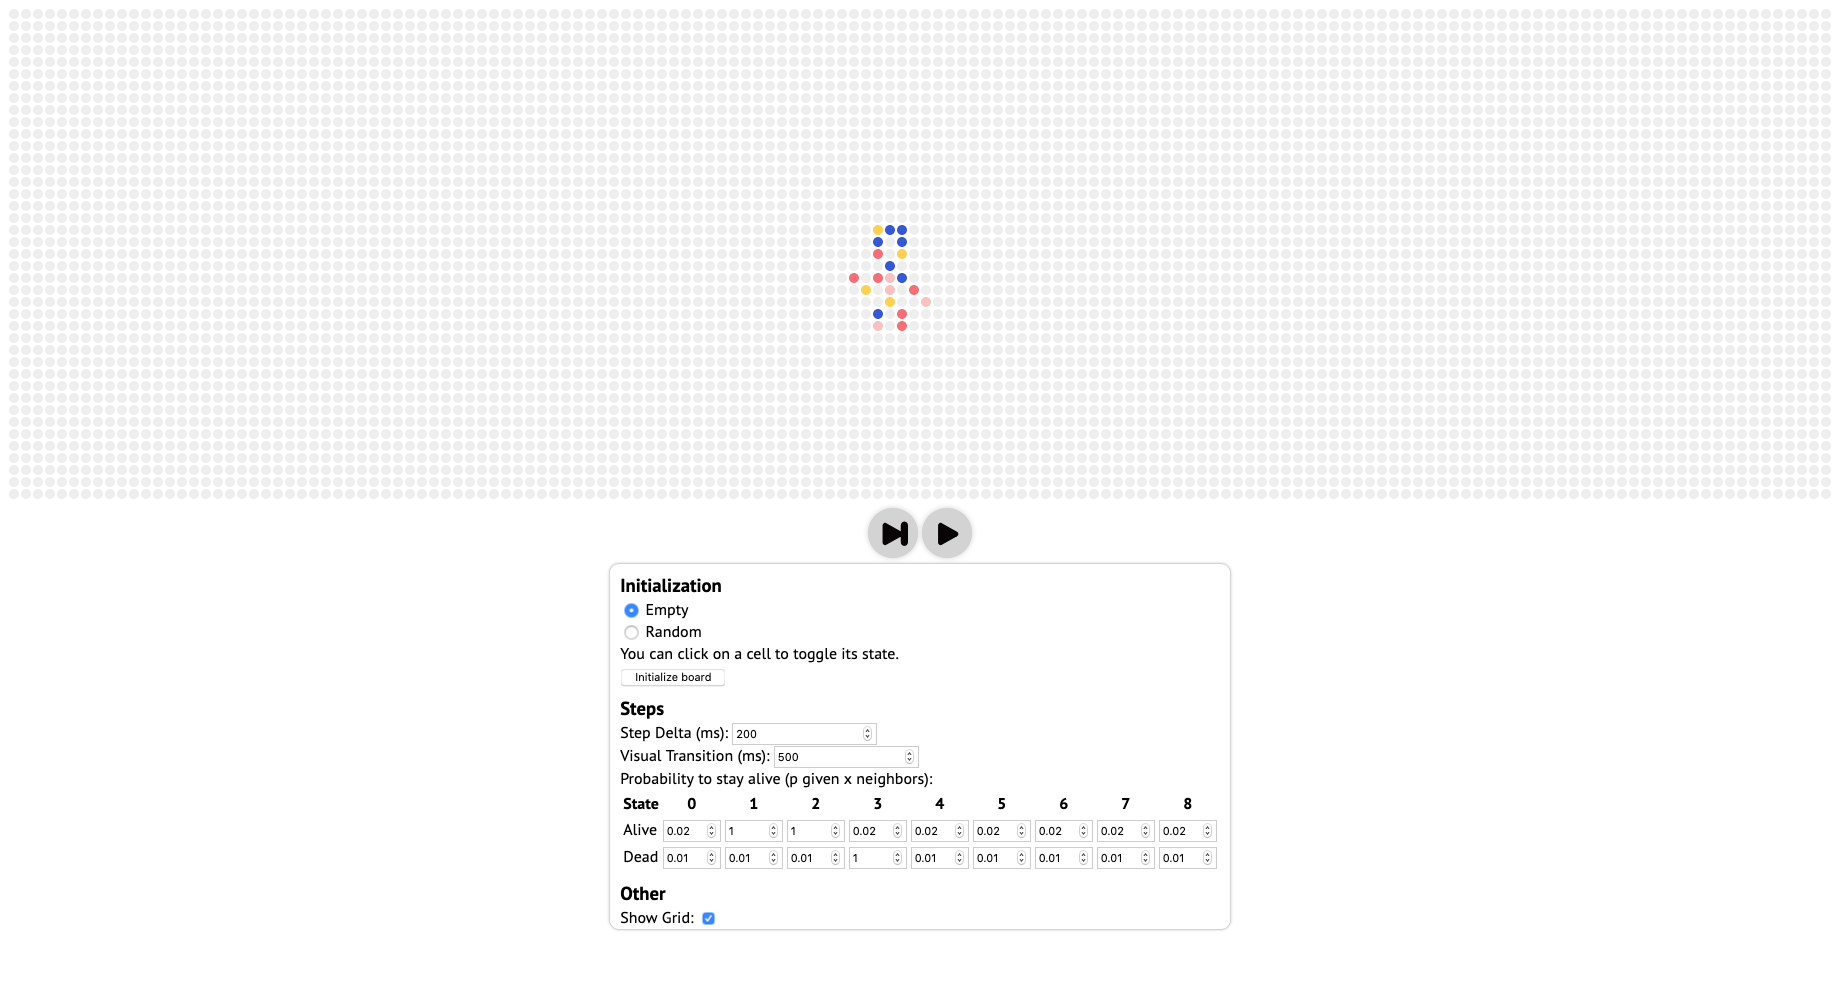 Initialization
Empty
Random
You can click on a cell to toggle its state.
Initialize board
Steps
Step Delta (ms): 200
Visual Transition (ms): 500
Probability to stay alive (p given x neighbors):
State 0 1 2 3 4 5 6 7 8
Alive 0.02 1 1 0.02 0.02 0.02 0.02 0.02 0.02
Dead 0.01 0.01 0.01 1 0.01 0.01 0.01 0.01 0.01
Other
Show Grid: